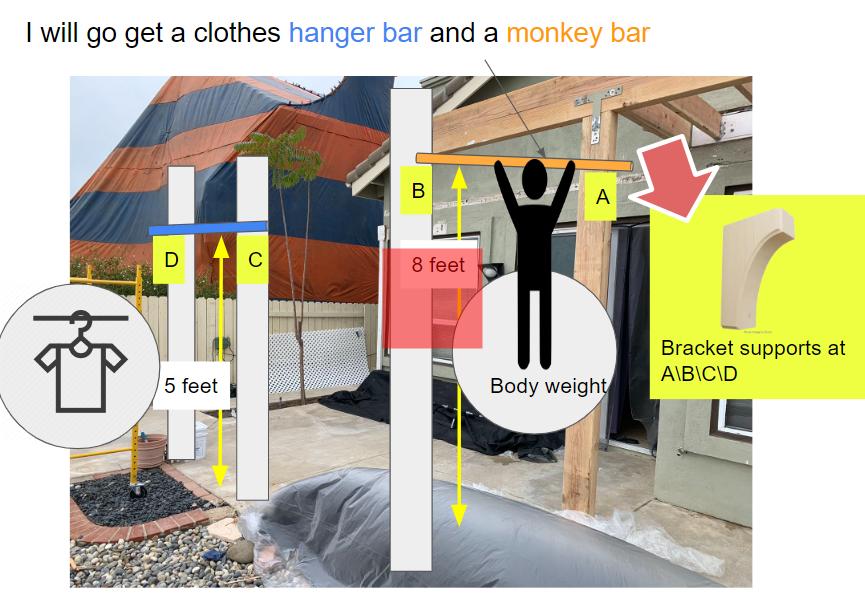 I will go get a clothes hanger bar and a monkey bar
B
A
D
C
8 feet
5 feet
Body weight
Bracket supports at
A\B\C\D